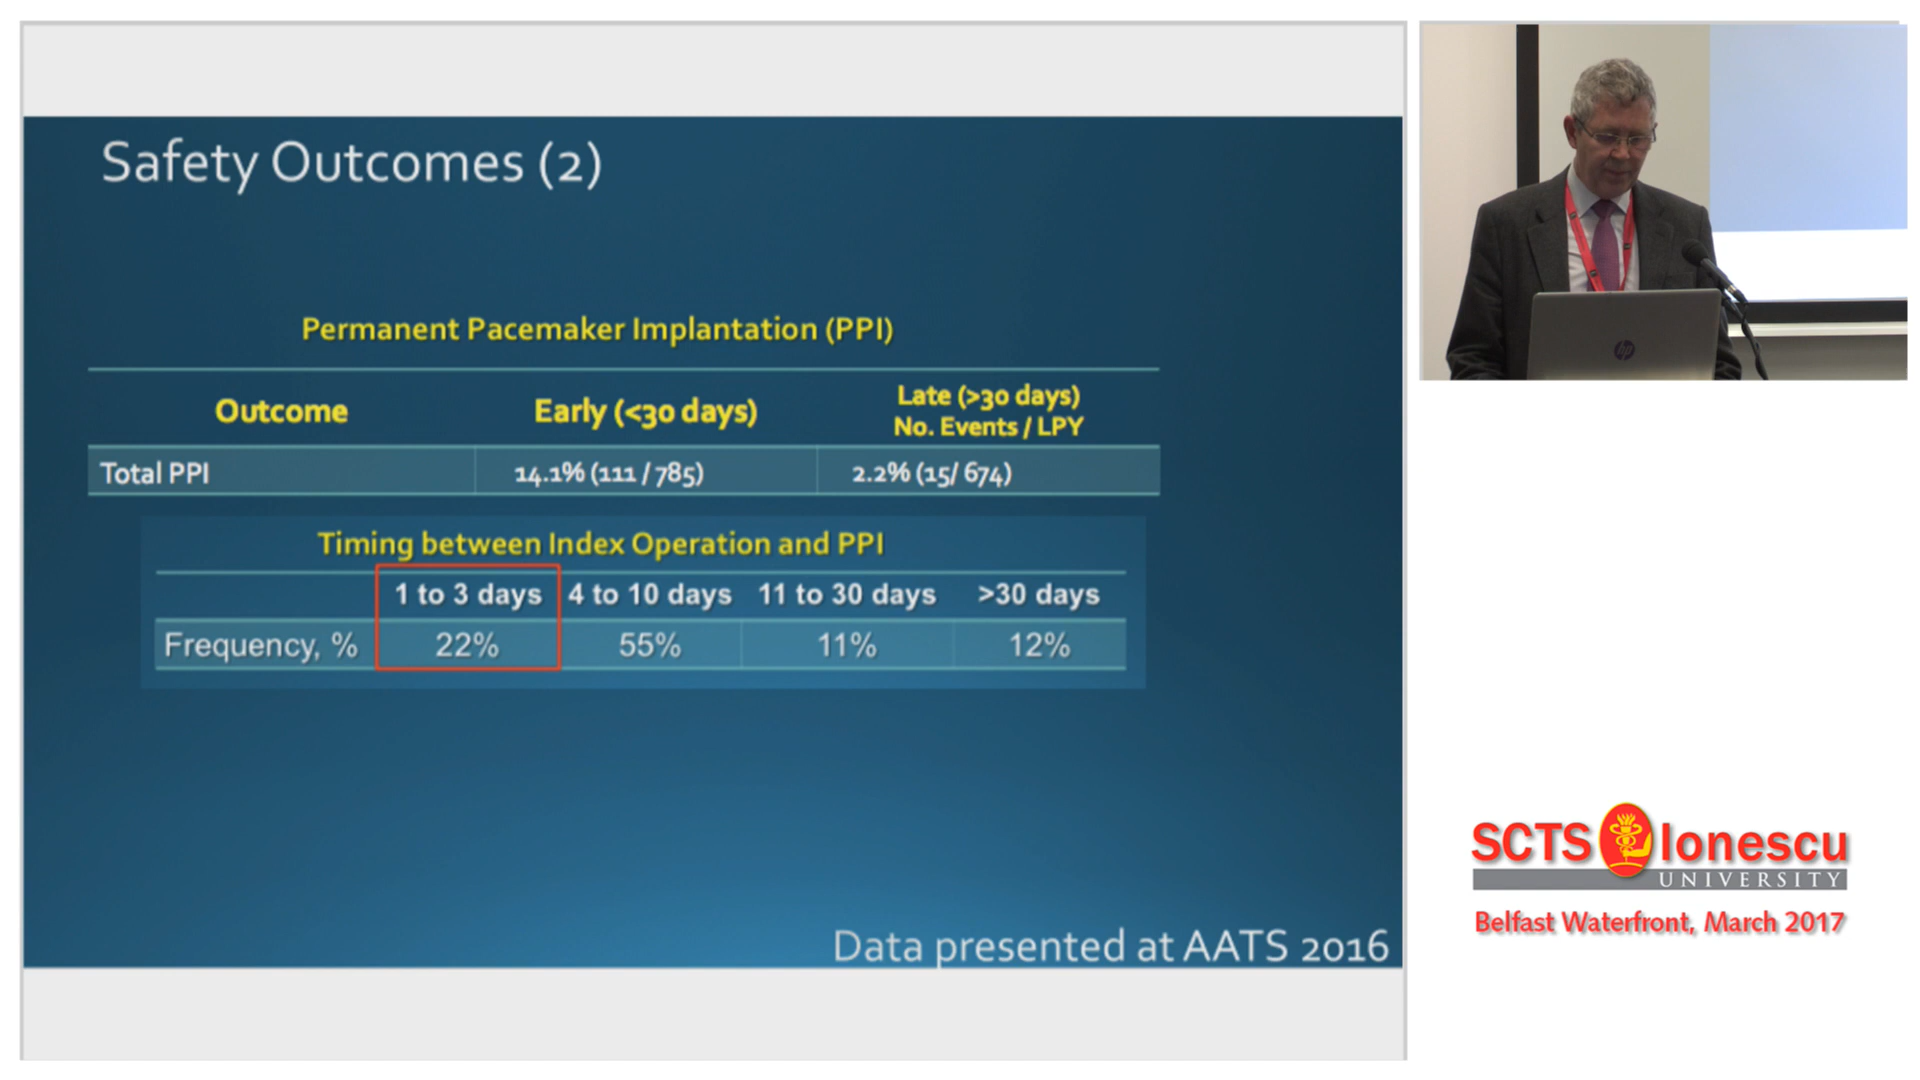 Safety Outcomes (2)
Permanent Pacemaker Implantation (PPI)
Outcome Early (<30 days) Late (>30 days)
No. Events / LPY
Total PPI 14.1% (111 / 785) 2.2% (15/ 674)
Timing between Index Operation and PPI
1 to 3 days 4 to 10 days 11 to 30 days >30 days
Frequency, % 22% 55% 11% 12%
Data presented at AATS 2016
hp
SCTS Ionescu
UNIVERSITY
Belfast Waterfront, March 2017